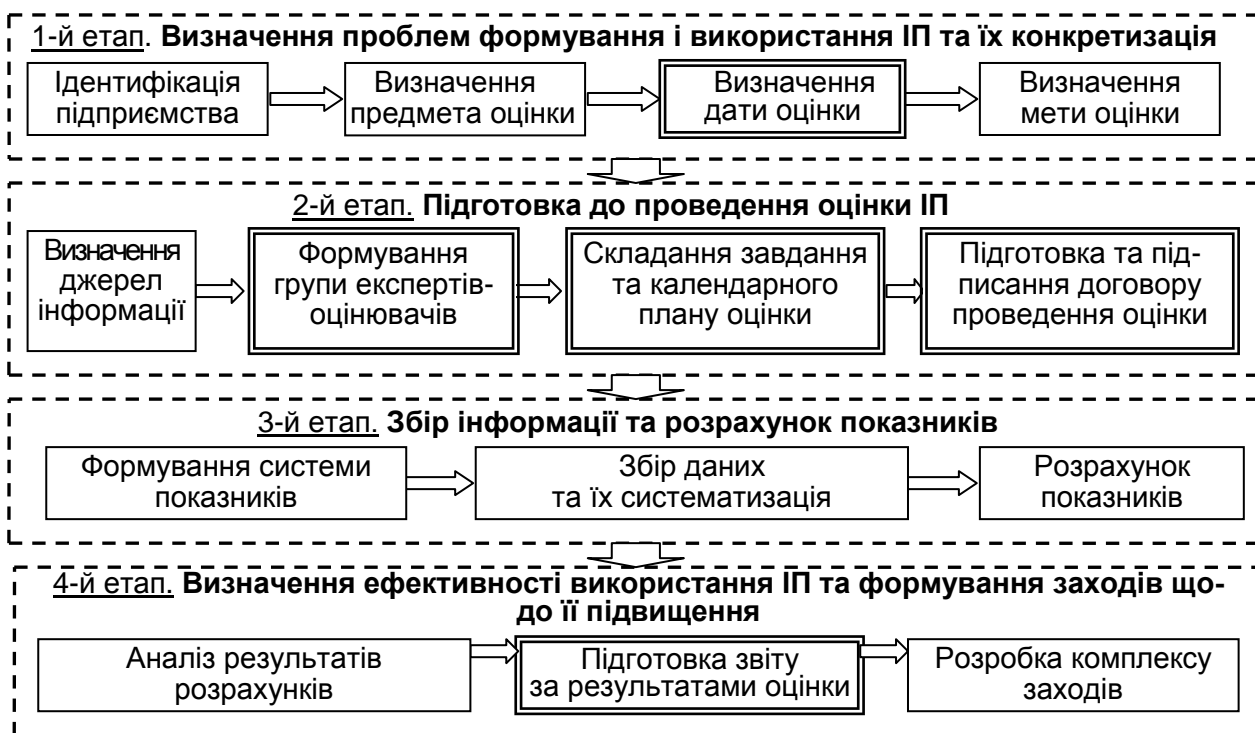 1-й етап. Визначення проблем формування і використання ІП та їх конкретизація
Ідентифікація
підприємства
Визначення
предмета оцінки
Визначення
дати оцінки
Визначення
мети оцінки
2-й етап. Підготовка до проведення оцінки ІП
Визначення
джерел
інформації
Формування
групи експертів-
оцінювачів
Складання завдання
та календарного
плану оцінки
Підготовка та під-
писання договору
проведення оцінки
3-й етап. Збір інформації та розрахунок показників
Формування системи
показників
Збір даних
та їх систематизація
Розрахунок
показників
4-й етап. Визначення ефективності використання ІП та формування заходів що-
до її підвищення
Аналіз результатів
розрахунків
Підготовка звіту
за результатами оцінки
Розробка комплексу
заходів